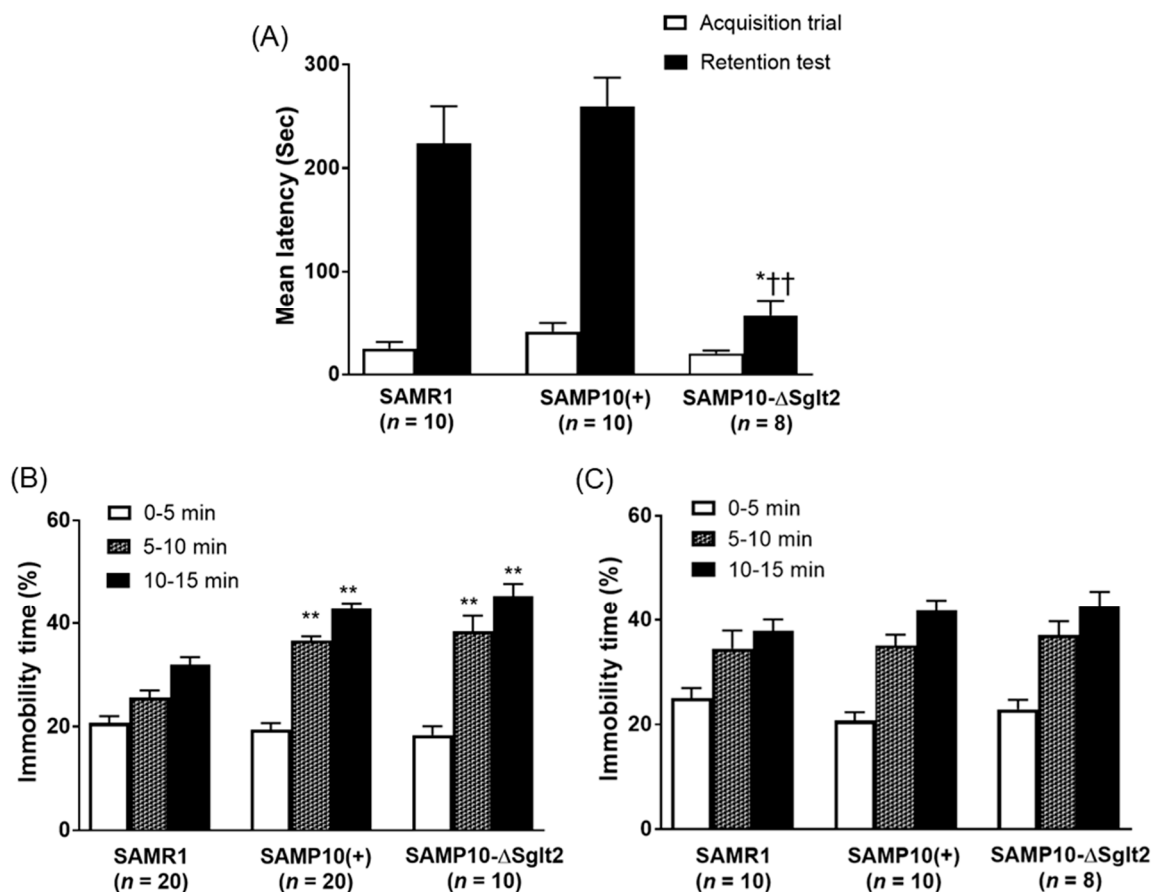 (A)
Acquisition trial
Retention test
Mean latency (Sec)
300
200
100
0
*††
SAMR1 SAMP10(+) SAMP10-ΔSglt2
(n = 10) (n = 10) (n = 8)
(B)
0-5 min
5-10 min
10-15 min
Immobility time (%)
60
40
20
0
** **
** **
SAMR1 SAMP10(+) SAMP10-ΔSglt2
(n = 20) (n = 20) (n = 10)
(C)
0-5 min
5-10 min
10-15 min
Immobility time (%)
60
40
20
0
SAMR1 SAMP10(+) SAMP10-ΔSglt2
(n = 10) (n = 10) (n = 8)